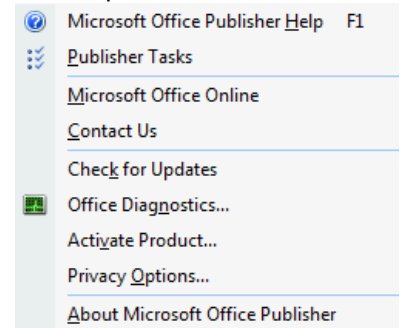 Microsoft Office Publisher Help F1
Publisher Tasks
Microsoft Office Online
Contact Us
Check for Updates
Office Diagnostics...
Activate Product...
Privacy Options...
About Microsoft Office Publisher